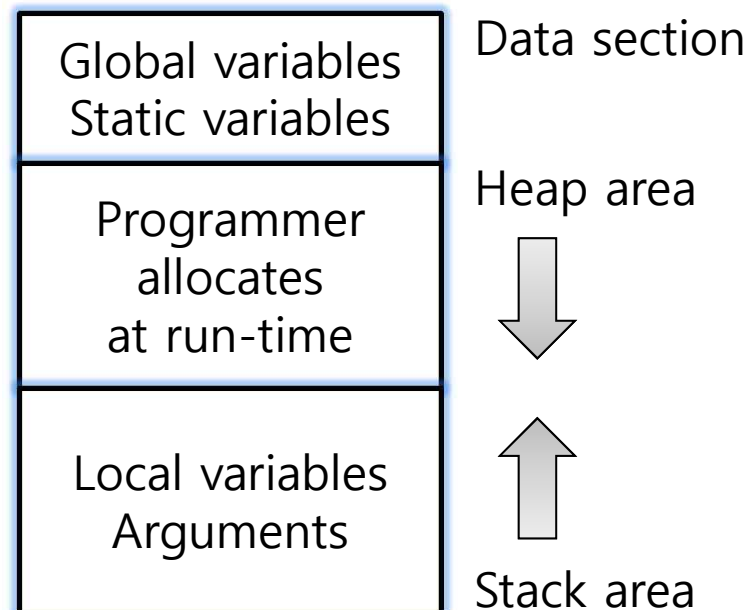 Global variables
Static variables
Data section
Programmer
allocates
at run-time
Heap area
Local variables
Arguments
Stack area